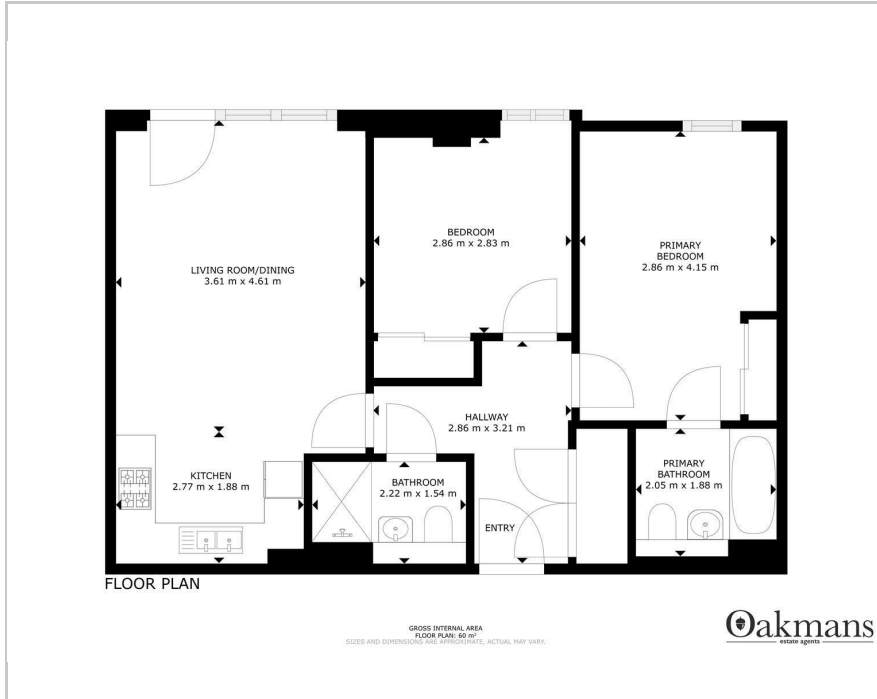 BEDROOM
2.86 m x 2.83 m
PRIMARY
BEDROOM
2.86 m x 4.15 m
LIVING ROOM/DINING
3.61 m x 4.61 m
HALLWAY
2.86 m x 3.21 m
KITCHEN
2.77 m x 1.88 m
BATHROOM
2.22 m x 1.54 m
PRIMARY
BATHROOM
2.05 m x 1.88 m
ENTRY
FLOOR PLAN
GROSS INTERNAL AREA
FLOOR PLAN: 60 m²
SIZES AND DIMENSIONS ARE APPROXIMATE, ACTUAL MAY VARY.
Oakmans
estate agents